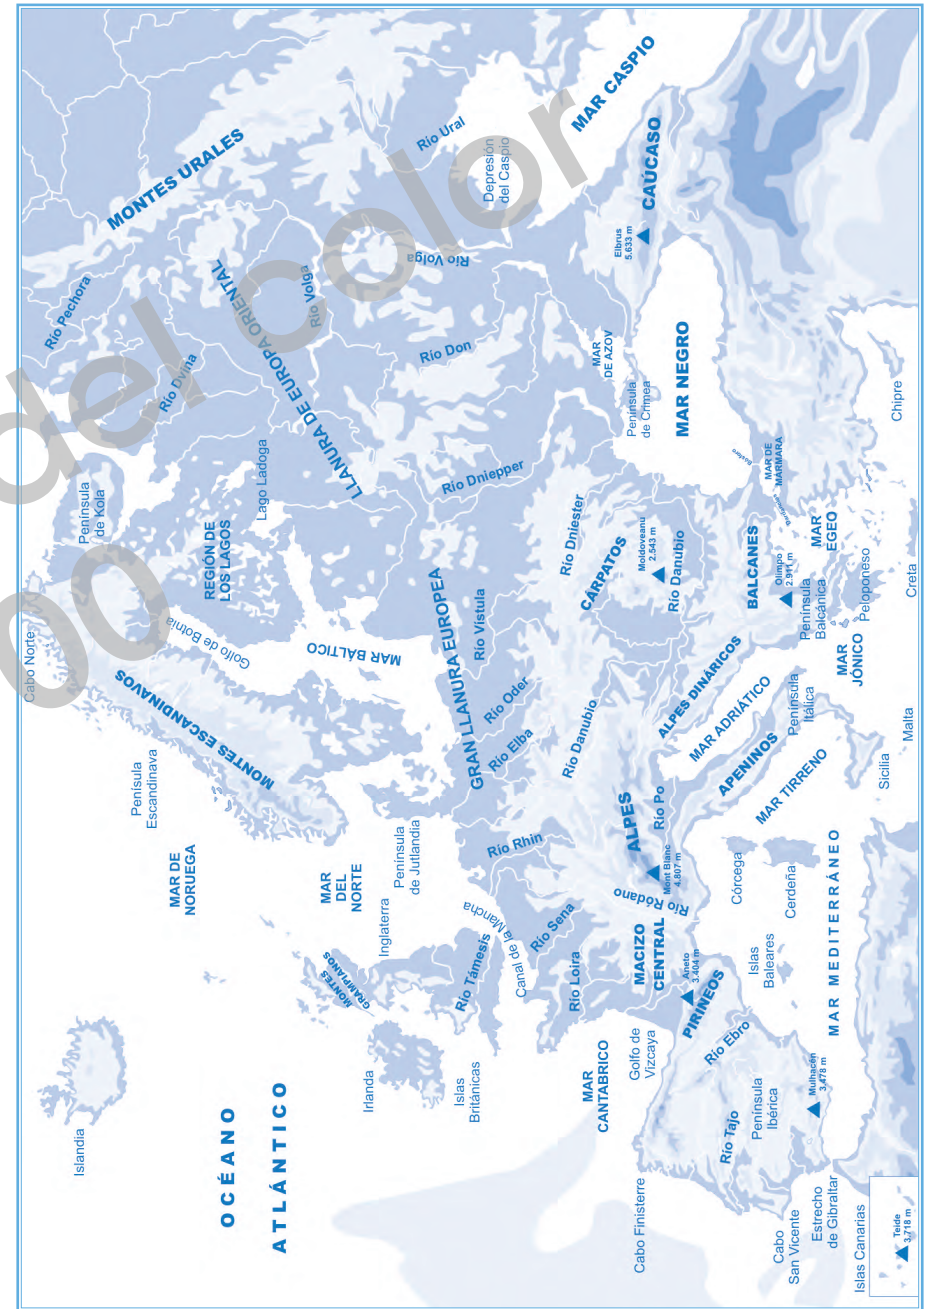 Cabo Norte
Islandia
Península
de Kola
Río Pechora
MONTES URALES
Penísula
Escandinava
MONTES ESCANDINAVOS
Golfo de Botnia
REGIÓN DE
LOS LAGOS
Lago Ladoga
Río Dvina
MAR DE
NORUEGA
OCÉANO
ATLÁNTICO
LLANURA DE EUROPA ORIENTAL
Río Volga
Río Volga
Río Ural
MAR BÁLTICO
MAR
DEL
NORTE
MONTES
GRAMPIANOS
Irlanda
Inglaterra
Península
de Jutlandia
Islas
Británicas
Río Támesis
Canal de la Mancha
GRAN LLANURA EUROPEA
Río Vístula
Río Oder
Río Elba
Río Rhin
Río Dniepper
Río Don
Depresión
del Caspio
MAR CASPIO
Río Sena
Río Loira
Río Danubio
Río Dniester
CÁRPATOS
Moldoveanu
2.543 m
Río Danubio
MAR
DE AZOV
Península
de Crimea
Elbrus
5.633 m
CAÚCASO
MAR NEGRO
MAR
CANTABRICO
Golfo de
Vizcaya
Cabo Finisterre
MACIZO
CENTRAL
Río Ródano
ALPES
Mont Blanc
4.807 m
Río Po
Aneto
3.404 m
PIRINEOS
Río Ebro
Río Tajo
Península
Ibérica
ALPES DINÁRICOS
MAR ADRIÁTICO
APENINOS
Península
Itálica
MAR TIRRENO
Córcega
Cerdeña
Islas
Baleares
BALCANES
Olimpo
2.911 m
Península
Balcánica
Bósforo
MAR DE
MÁRMARA
MAR
EGEO
Peloponeso
MAR
JÓNICO
Cabo
San Vicente
Estrecho
de Gibraltar
Mulhacén
3.478 m
MAR MEDITERRÁNEO
Sicilia
Malta
Creta
Chipre
Islas Canarias
Teide
3.718 m
00 del color